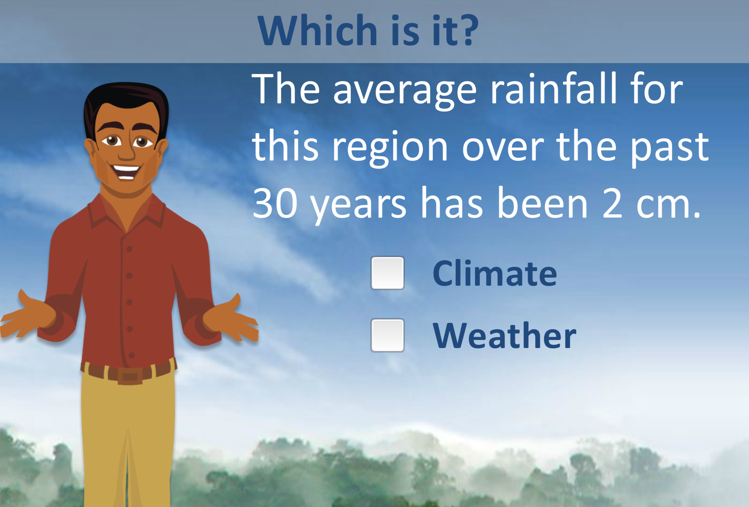 Which is it?
The average rainfall for
this region over the past
30 years has been 2 cm.
Climate
Weather